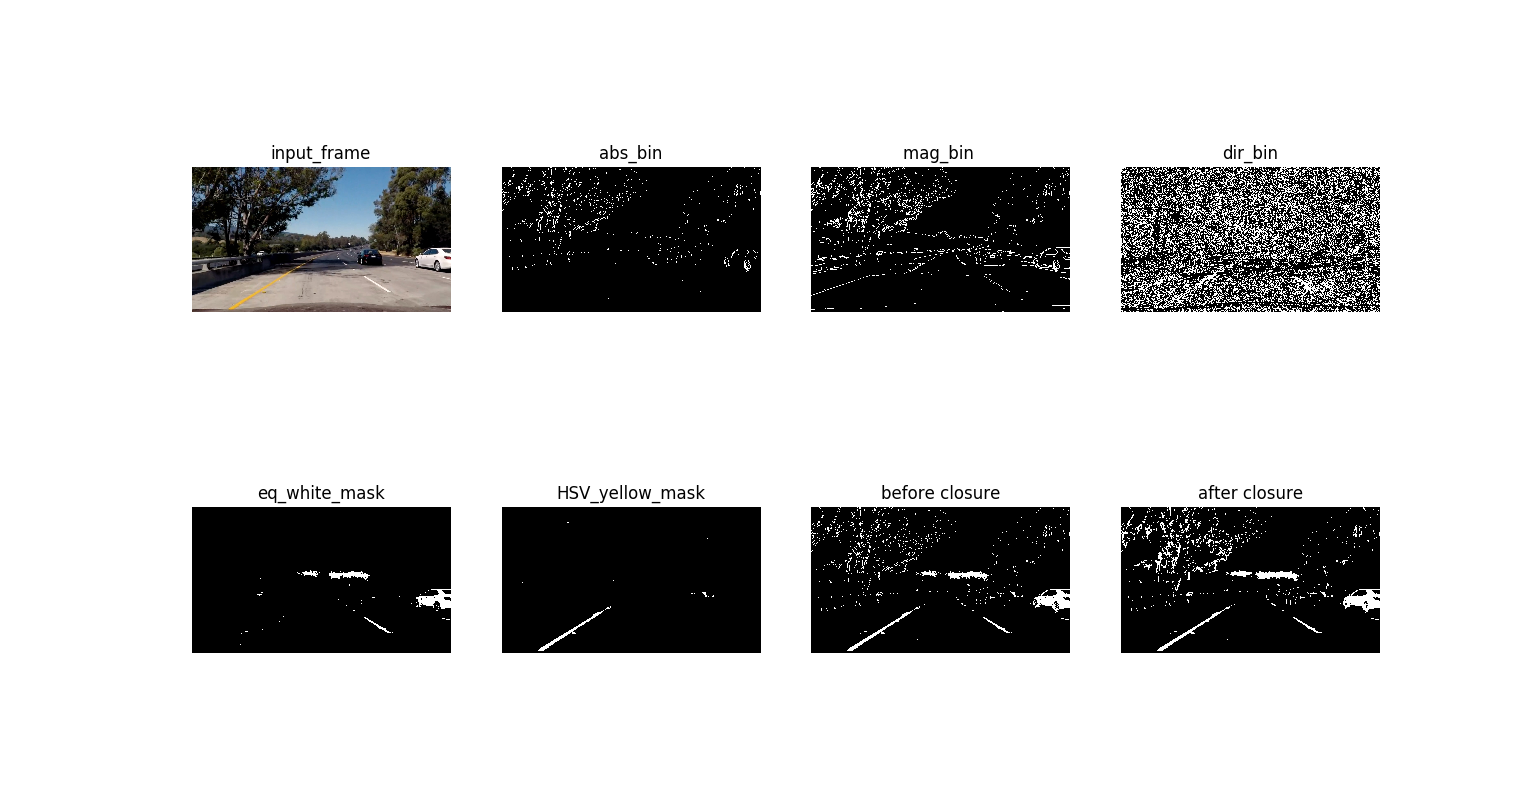 input_frame
abs_bin
mag_bin
dir_bin
eq_white_mask
HSV_yellow_mask
before closure
after closure